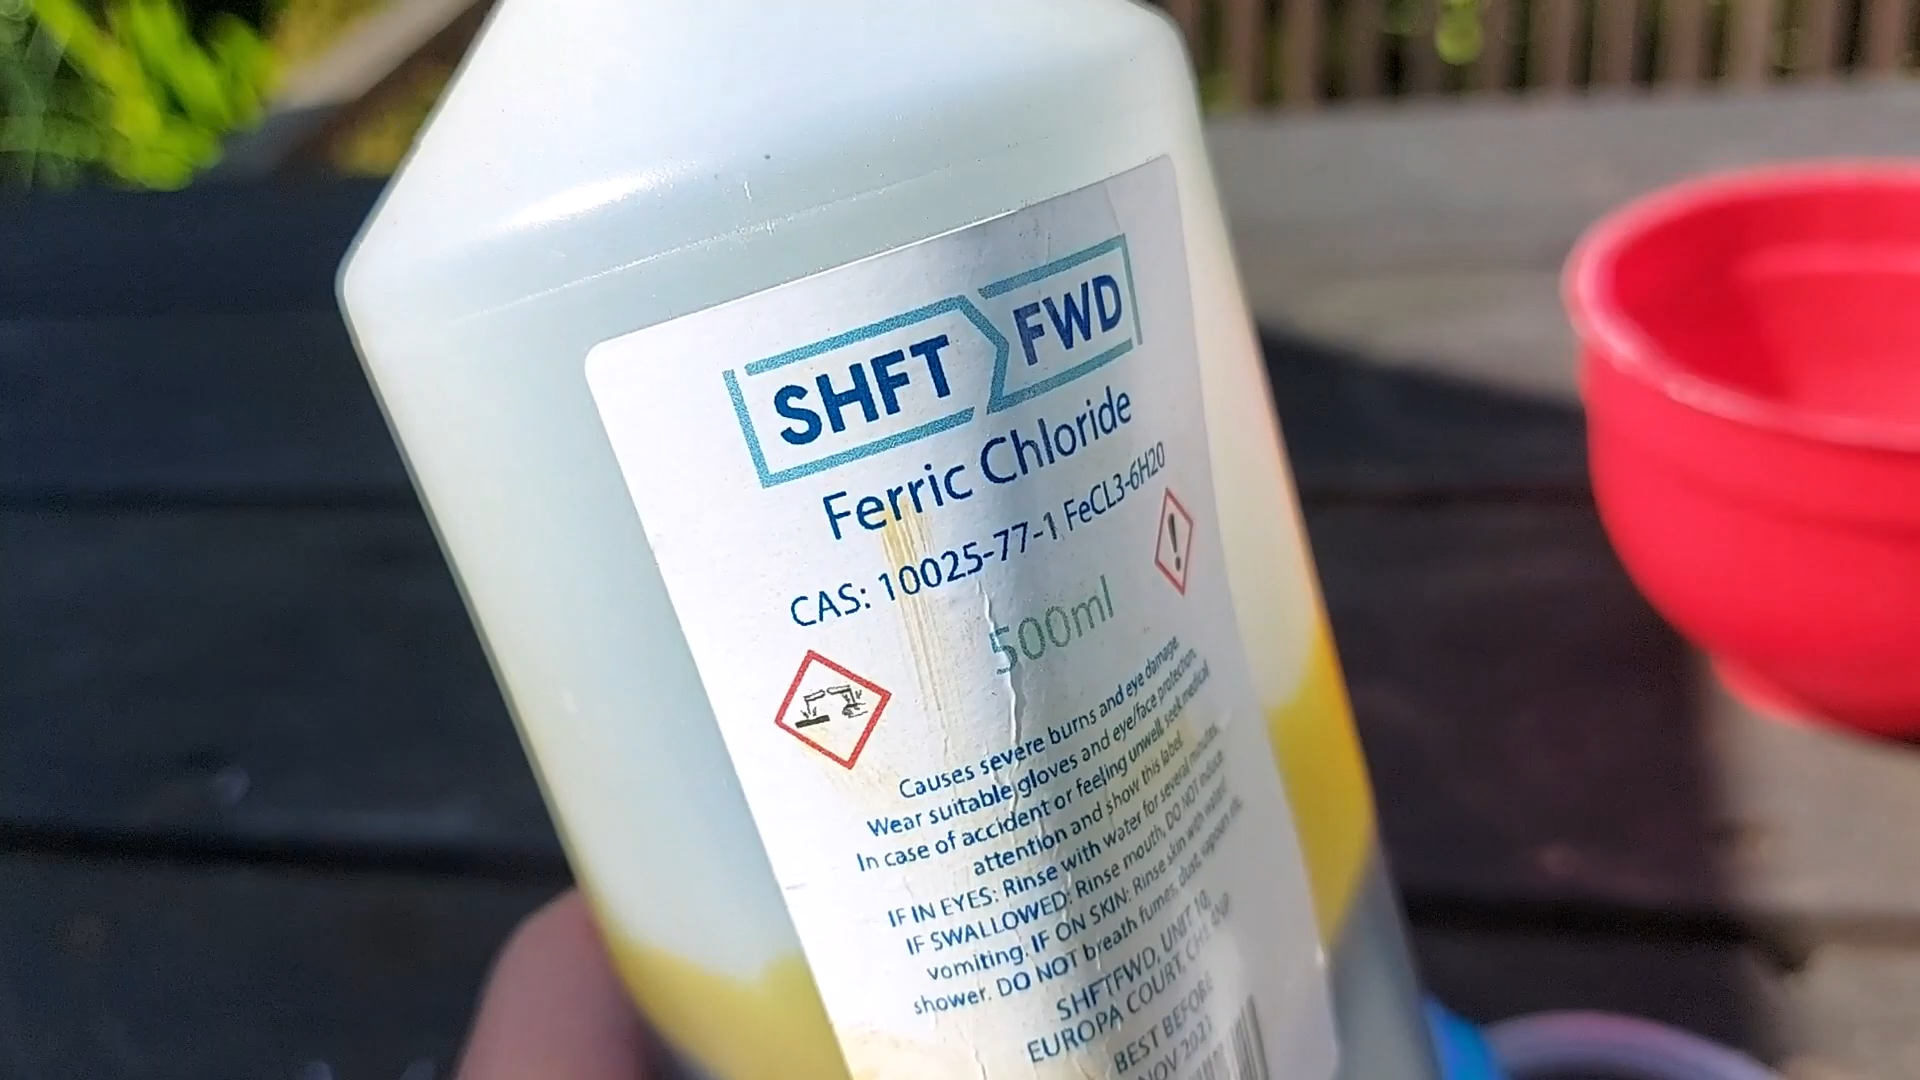 SHFT FWD
Ferric Chloride
CAS: 10025-77-1 FeCL3-6H20
500ml
Causes severe burns and eye damage
Wear suitable gloves and eye/face protection
In case of accident or feeling unwell, seek medical
attention and show this label.
IF IN EYES: Rinse with water for several minutes.
IF SWALLOWED: Rinse mouth, DO NOT induce
vomiting. IF ON SKIN: Rinse skin with water/
shower. DO NOT breath fumes, dust, vapours etc.
SHFTFWD, UNIT 10,
EUROPA COURT, CH1 4NP
BEST BEFORE
NOV 2021